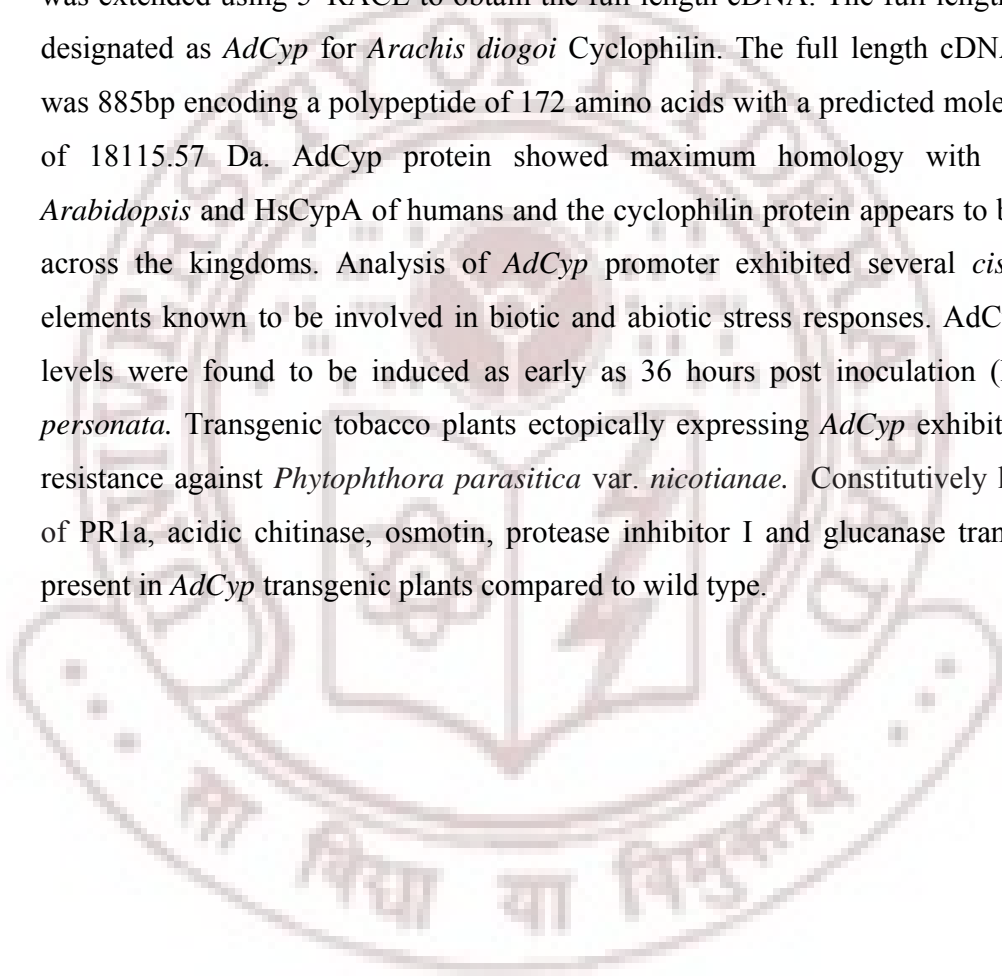 was extended using 5' RACE to obtain the full length cDNA. The full length
designated as AdCyp for Arachis diogoi Cyclophilin. The full length
was 885bp encoding a polypeptide of 172 amino acids with a predicted
of 18115.57 Da. AdCyp protein showed maximum homology with
Arabidopsis and HsCypA of humans and the cyclophilin protein appears to
across the kingdoms. Analysis of AdCyp promoter exhibited several cis
elements known to be involved in biotic and abiotic stress responses.
levels were found to be induced as early as 36 hours post inoculation
personata. Transgenic tobacco plants ectopically expressing AdCyp
resistance against Phytophthora parasitica var. nicotianae. Constitutively
of PR1a, acidic chitinase, osmotin, protease inhibitor I and glucanase
present in AdCyp transgenic plants compared to wild type.
UNIVERSITY OF HYDERABAD
सा विद्या या विमुक्तये